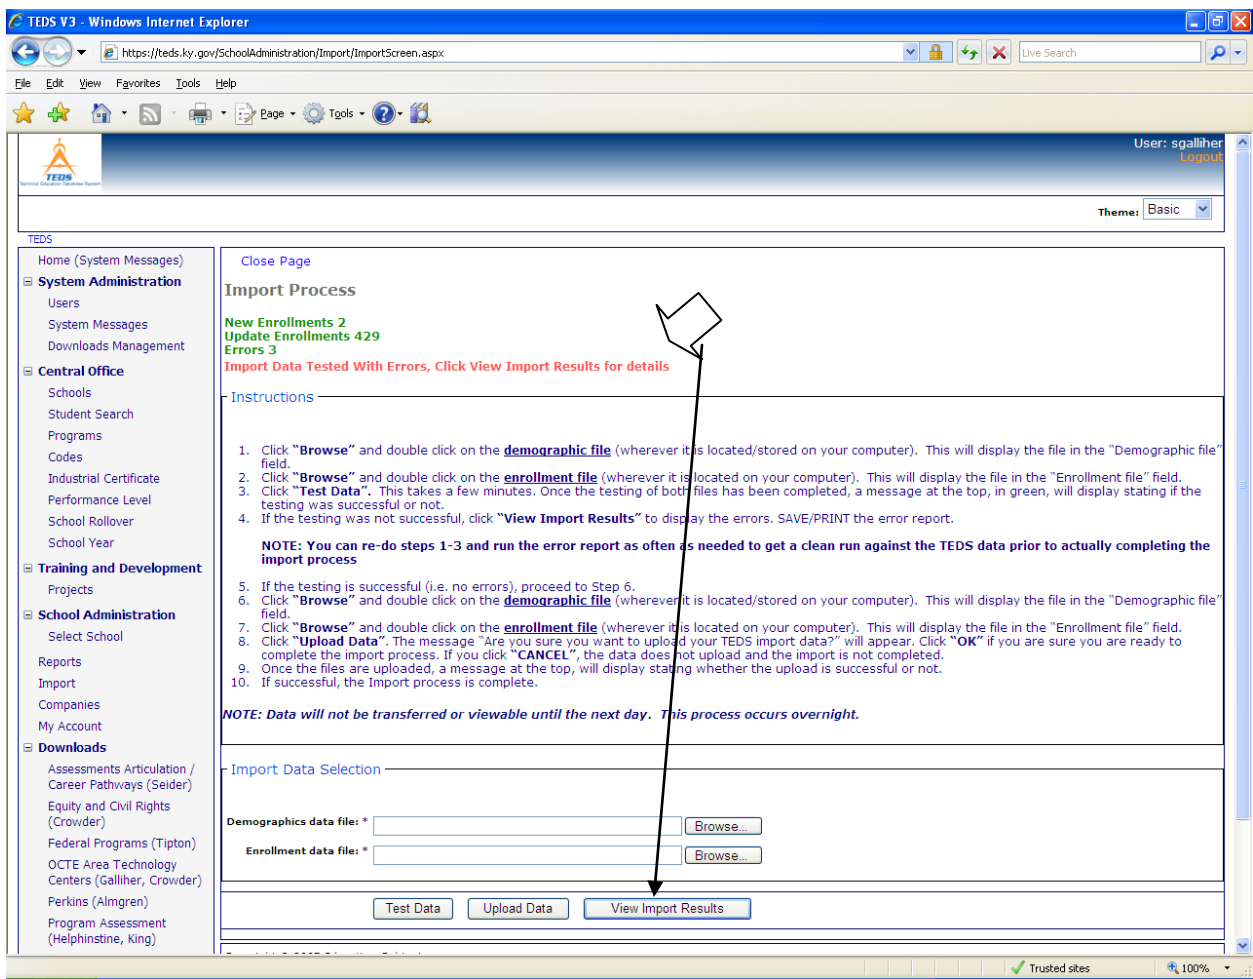 TEDS V3 - Windows Internet Explorer
https://teds.ky.gov/SchoolAdministration/Import/ImportScreen.aspx
Live Search
File Edit View Favorites Tools Help
Page Tools
User: sgalliher
Logout
TEDS
Technical Education Database System
Theme: Basic
TEDS
Home (System Messages)
System Administration
Users
System Messages
Downloads Management
Central Office
Schools
Student Search
Programs
Codes
Industrial Certificate
Performance Level
School Rollover
School Year
Training and Development
Projects
School Administration
Select School
Reports
Import
Companies
My Account
Downloads
Assessments Articulation /
Career Pathways (Seider)
Equity and Civil Rights
(Crowder)
Federal Programs (Tipton)
OCTE Area Technology
Centers (Galliher, Crowder)
Perkins (Almgren)
Program Assessment
(Helphinstine, King)
Close Page
Import Process
New Enrollments 2
Update Enrollments 429
Errors 3
Import Data Tested With Errors, Click View Import Results for details
Instructions
1. Click “Browse” and double click on the demographic file (wherever it is located/stored on your computer). This will display the file in the “Demographic file”
field.
2. Click “Browse” and double click on the enrollment file (wherever it is located on your computer). This will display the file in the “Enrollment file” field.
3. Click “Test Data”. This takes a few minutes. Once the testing of both files has been completed, a message at the top, in green, will display stating if the
testing was successful or not.
4. If the testing was not successful, click “View Import Results” to display the errors. SAVE/PRINT the error report.
NOTE: You can re-do steps 1-3 and run the error report as often as needed to get a clean run against the TEDS data prior to actually completing the
import process
5. If the testing is successful (i.e. no errors), proceed to Step 6.
6. Click “Browse” and double click on the demographic file (wherever it is located/stored on your computer). This will display the file in the “Demographic file”
field.
7. Click “Browse” and double click on the enrollment file (wherever it is located on your computer). This will display the file in the “Enrollment file” field.
8. Click “Upload Data”. The message “Are you sure you want to upload your TEDS import data?” will appear. Click “OK” if you are sure you are ready to
complete the import process. If you click “CANCEL”, the data does not upload and the import is not completed.
9. Once the files are uploaded, a message at the top, will display stating whether the upload is successful or not.
10. If successful, the Import process is complete.
NOTE: Data will not be transferred or viewable until the next day. This process occurs overnight.
Import Data Selection
Demographics data file: * Browse...
Enrollment data file: * Browse...
Test Data Upload Data View Import Results
Trusted sites 100%